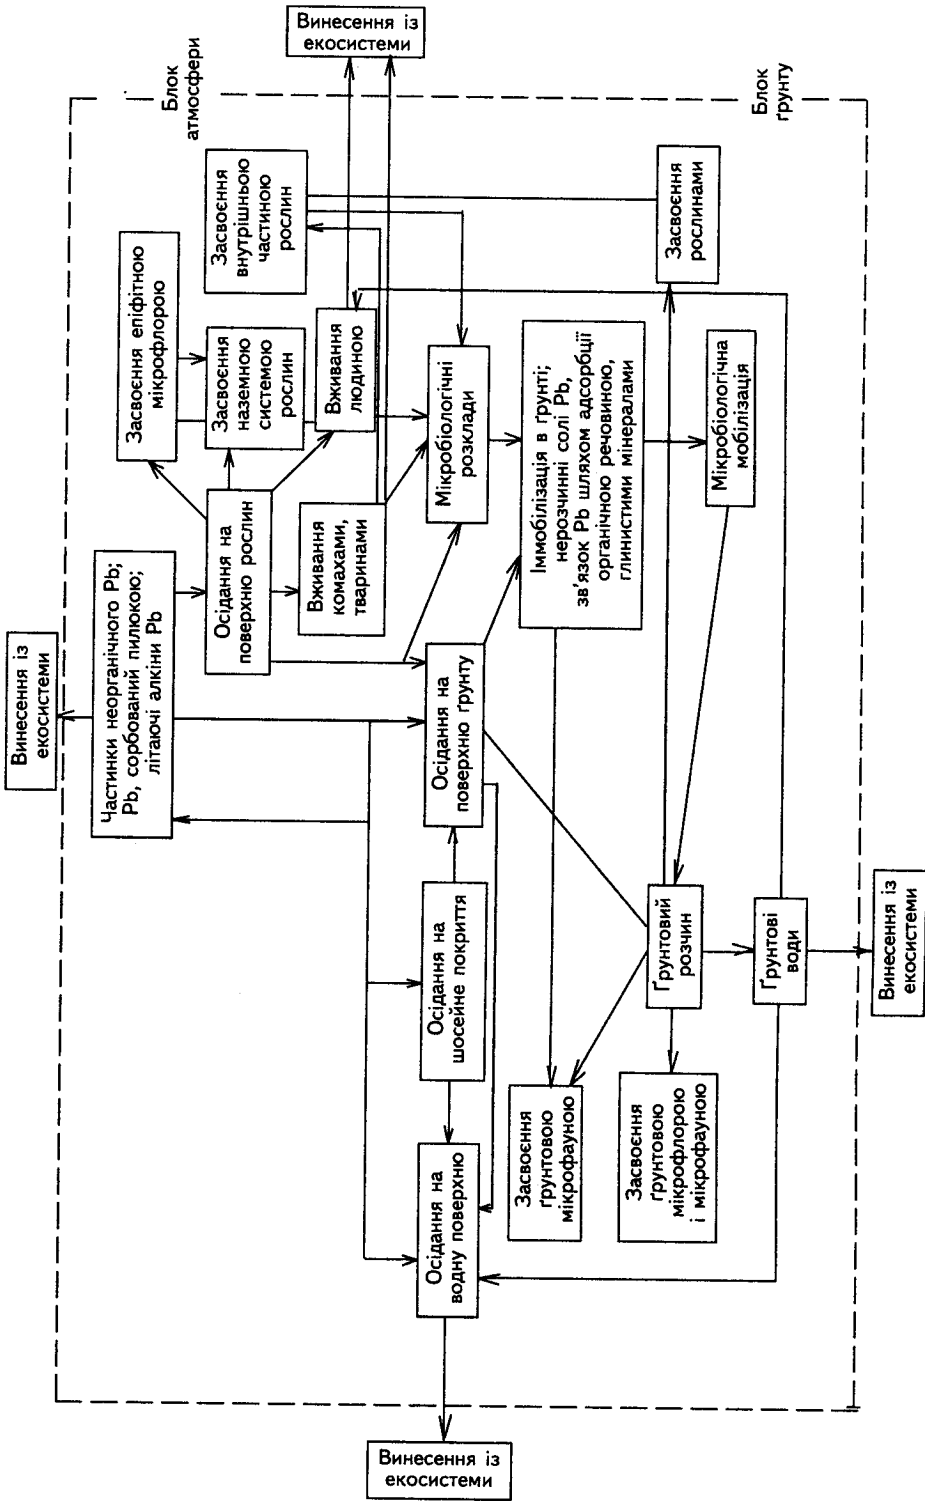 Винесення із
екосистеми
Блок
атмосфери
Засвоєння епіфітною
мікрофлорою
Засвоєння
внутрішньою
частиною
рослин
Винесення із
екосистеми
Частинки неорганічного Pb;
Pb, сорбований пилюкою;
літаючі алкіни Pb
Осідання на
поверхню рослин
Засвоєння
наземною
системою
рослин
Вживання
комахами,
тваринами
Вживання
людиною
Осідання на
водну поверхню
Осідання на
шосейне покриття
Осідання на
поверхню ґрунту
Мікробіологічні
розклади
Винесення із
екосистеми
Засвоєння
ґрунтовою
мікрофауною
Іммобілізація в ґрунті;
нерозчинні солі Pb,
зв’язок Pb шляхом адсорбції
органічною речовиною,
глинистими мінералами
Засвоєння
ґрунтовою
мікрофлорою
і мікрофауною
Ґрунтовий
розчин
Мікробіологічна
мобілізація
Засвоєння
рослинами
Ґрунтові
води
Блок
ґрунту
Винесення із
екосистеми